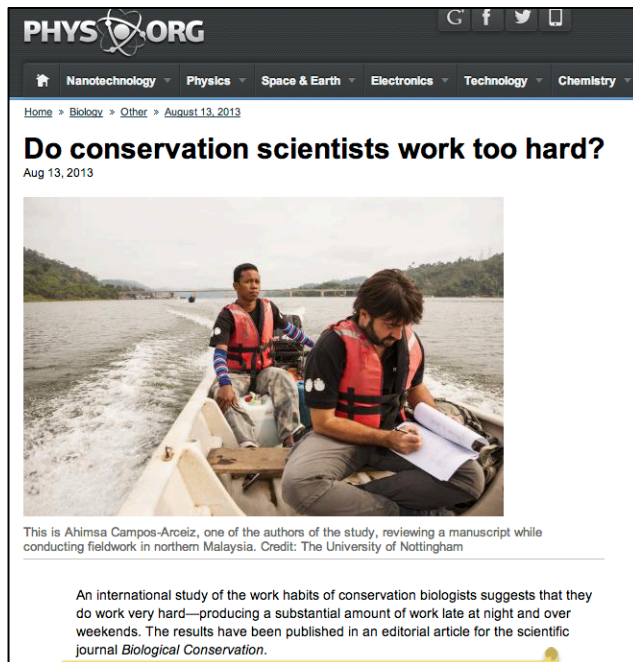 PHYS ORG
Nanotechnology Physics Space & Earth Electronics Technology Chemistry
Home » Biology » Other » August 13, 2013
Do conservation scientists work too hard?
Aug 13, 2013
This is Ahimsa Campos-Arceiz, one of the authors of the study, reviewing a manuscript while
conducting fieldwork in northern Malaysia. Credit: The University of Nottingham
An international study of the work habits of conservation biologists suggests that they
do work very hard—producing a substantial amount of work late at night and over
weekends. The results have been published in an editorial article for the scientific
journal Biological Conservation.